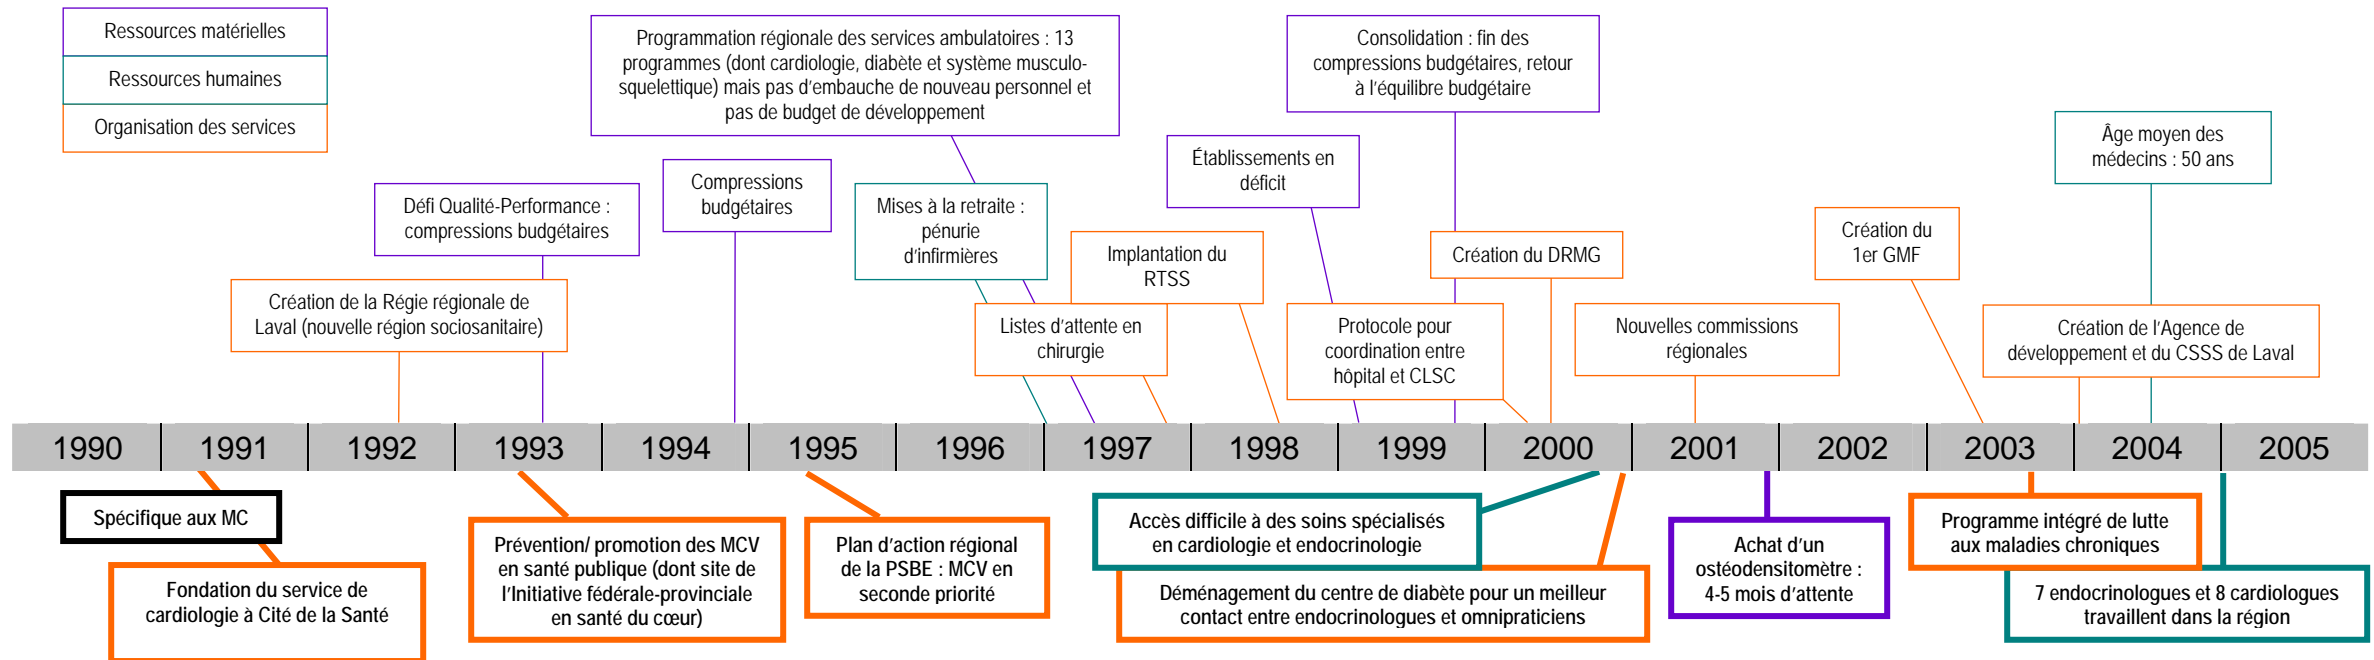 Ressources matérielles
Ressources humaines
Organisation des services
Programmation régionale des services ambulatoires : 13
programmes (dont cardiologie, diabète et système musculo-
squelettique) mais pas d'embauche de nouveau personnel et
pas de budget de développement
Consolidation : fin des
compressions budgétaires, retour
à l'équilibre budgétaire
Âge moyen des
médecins : 50 ans
Établissements en
déficit
Compressions
budgétaires
Défi Qualité-Performance :
compressions budgétaires
Mises à la retraite :
pénurie
d'infirmières
Création du
1er GMF
Implantation du
RTSS
Création du DRMG
Création de la Régie régionale de
Laval (nouvelle région sociosanitaire)
Listes d'attente en
chirurgie
Protocole pour
coordination entre
hôpital et CLSC
Nouvelles commissions
régionales
Création de l'Agence de
développement et du CSSS de Laval
1990 1991 1992 1993 1994 1995 1996 1997 1998 1999 2000 2001 2002 2003 2004 2005
Spécifique aux MC
Fondation du service de
cardiologie à Cité de la Santé
Prévention/ promotion des MCV
en santé publique (dont site de
l'Initiative fédérale-provinciale
en santé du cœur)
Plan d'action régional
de la PSBE : MCV en
seconde priorité
Accès difficile à des soins spécialisés
en cardiologie et endocrinologie
Déménagement du centre de diabète pour un meilleur
contact entre endocrinologues et omnipraticiens
Achat d'un
ostéodensitomètre :
4-5 mois d'attente
Programme intégré de lutte
aux maladies chroniques
7 endocrinologues et 8 cardiologues
travaillent dans la région